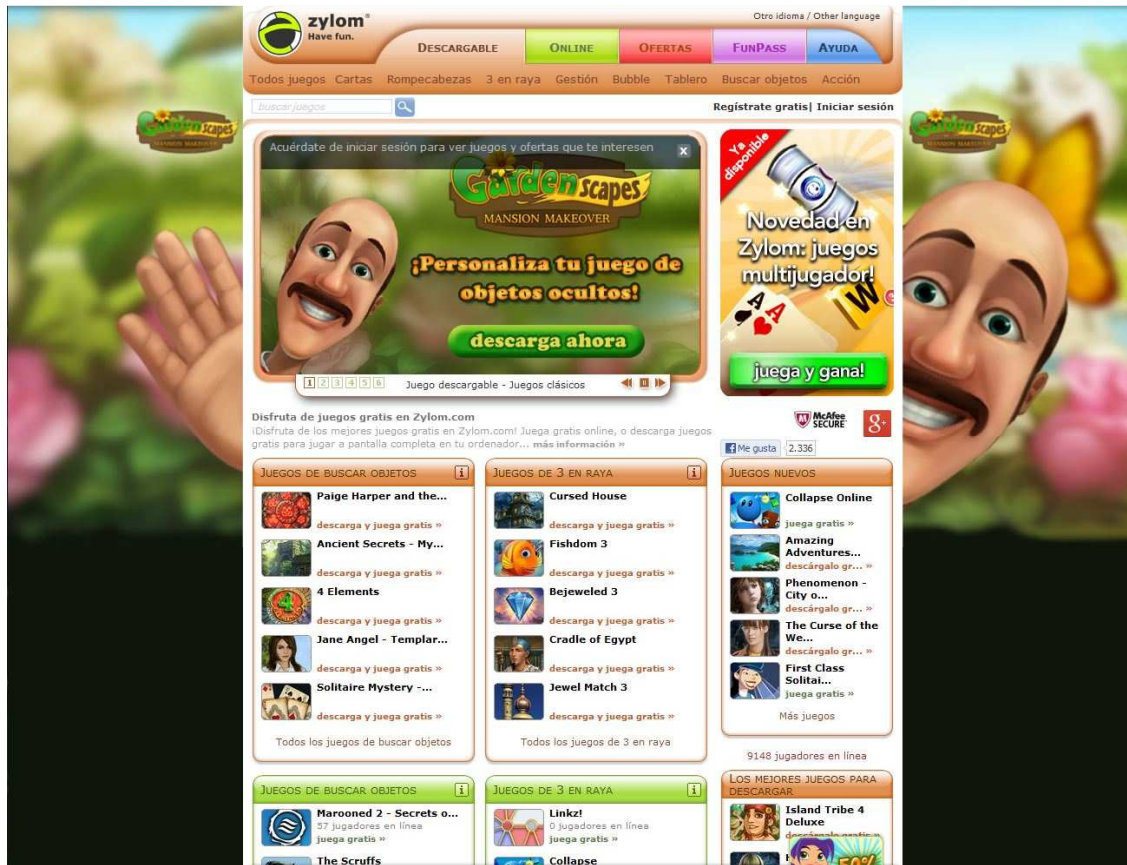 zylom®
Have fun.
Otro idioma / Other language
Descargable
Online
Ofertas
FunPass
Ayuda
Todos juegos Cartas Rompecabezas 3 en raya Gestión Bubble Tablero Buscar objetos Acción
buscar juegos
Regístrate gratis| Iniciar sesión
Gardenscapes
Gardenscapes
MANSION MAKEOVER
MANSION MAKEOVER
Acuérdate de iniciar sesión para ver juegos y ofertas que te interesen
x
Gardenscapes
MANSION MAKEOVER
¡Personaliza tu juego de
objetos ocultos!
descarga ahora
1 2 3 4 5 6
Juego descargable - Juegos clásicos
Ya
disponible
Novedad en
Zylom: juegos
multijugador!
A
A
W
juega y gana!
Disfruta de juegos gratis en Zylom.com
¡Disfruta de los mejores juegos gratis en Zylom.com! Juega gratis online, o descarga juegos
gratis para jugar a pantalla completa en tu ordenador... más información »
McAfee
SECURE
g+
f Me gusta 2.336
Juegos de buscar objetos i
Paige Harper and the...
descarga y juega gratis »
Ancient Secrets - My...
descarga y juega gratis »
4 Elements
descarga y juega gratis »
Jane Angel - Templar...
descarga y juega gratis »
Solitaire Mystery -...
descarga y juega gratis »
Todos los juegos de buscar objetos
Juegos de 3 en raya i
Cursed House
descarga y juega gratis »
Fishdom 3
descarga y juega gratis »
Bejeweled 3
descarga y juega gratis »
Cradle of Egypt
descarga y juega gratis »
Jewel Match 3
descarga y juega gratis »
Todos los juegos de 3 en raya
Juegos nuevos
Collapse Online
juega gratis »
Amazing
Adventures...
descárgalo gr... »
Phenomenon -
City o...
descárgalo gr... »
The Curse of the
We...
descárgalo gr... »
First Class
Solitai...
juega gratis »
Más juegos
9148 jugadores en línea
Juegos de buscar objetos i
Marooned 2 - Secrets o...
57 jugadores en línea
juega gratis »
The Scruffs
Juegos de 3 en raya i
Linkz!
0 jugadores en línea
juega gratis »
Collapse
Los mejores juegos para
descargar
Island Tribe 4
Deluxe
descárgalo gratis »
50%